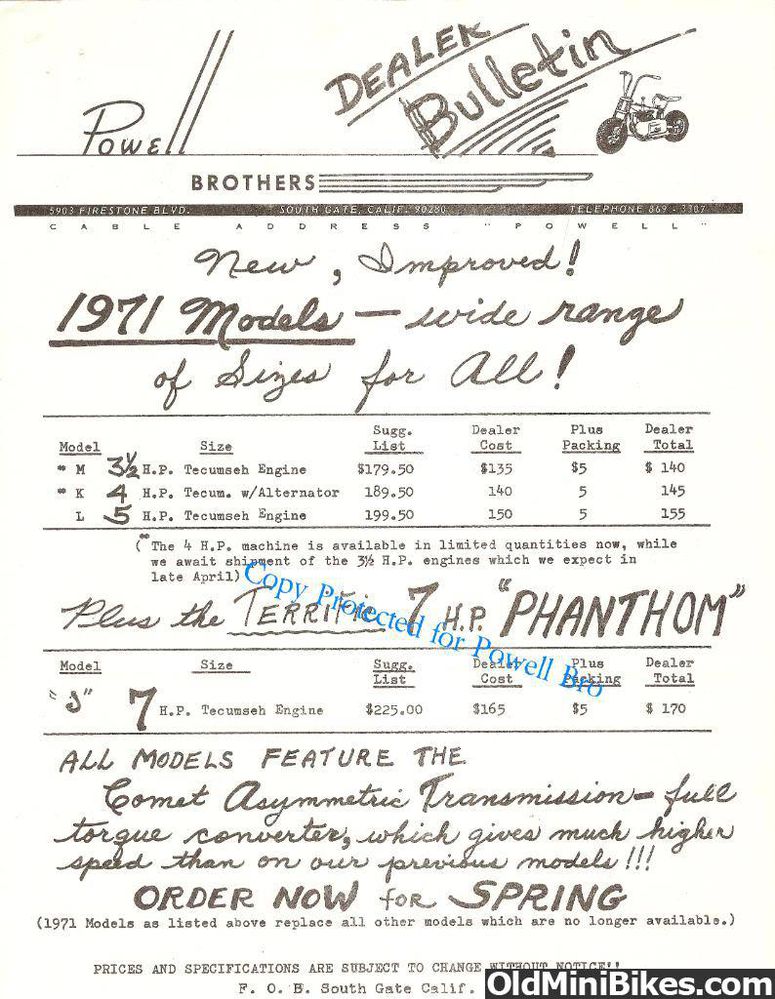 Powell
DEALER
Bulletin
BROTHERS
5903 FIRESTONE BLVD. SOUTH GATE, CALIF. 90280 TELEPHONE 869-3307
CABLE ADDRESS "POWELL"
New, Improved!
1971 Models - wide range
of Sizes for All!
Model Size Sugg. List Dealer Cost Plus Packing Dealer Total
* M 3½ H.P. Tecumseh Engine $179.50 $135 $5 $ 140
* K 4 H.P. Tecum. w/Alternator 189.50 140 5 145
L 5 H.P. Tecumseh Engine 199.50 150 5 155
(* The 4 H.P. machine is available in limited quantities now, while
we await shipment of the 3½ H.P. engines which we expect in
late April)
Plus the TERRIFIC 7 H.P. "PHANTHOM"
Model Size Sugg. List Dealer Cost Plus Packing Dealer Total
"J" 7 H.P. Tecumseh Engine $225.00 $165 $5 $ 170
Copy Protected for Powell Bro
ALL MODELS FEATURE THE
Comet Asymmetric Transmission - full
torque converter, which gives much higher
speed than on our previous models!!!
ORDER NOW for SPRING
(1971 Models as listed above replace all other models which are no longer available.)
PRICES AND SPECIFICATIONS ARE SUBJECT TO CHANGE WITHOUT NOTICE!!
F. O. B. South Gate Calif.
OldMiniBikes.com